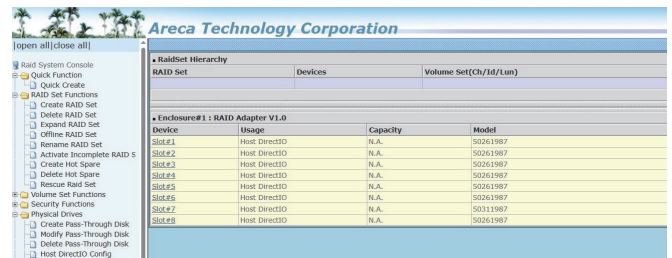 Areca Technology Corporation
|open all|close all|
Raid System Console
Quick Function
Quick Create
RAID Set Functions
Create RAID Set
Delete RAID Set
Expand RAID Set
Offline RAID Set
Rename RAID Set
Activate Incomplete RAID S
Create Hot Spare
Delete Hot Spare
Rescue Raid Set
Volume Set Functions
Security Functions
Physical Drives
Create Pass-Through Disk
Modify Pass-Through Disk
Delete Pass-Through Disk
Host DirectIO Config
RaidSet Hierarchy
RAID Set Devices Volume Set(Ch/Id/Lun)
Enclosure#1 : RAID Adapter V1.0
Device Usage Capacity Model
Slot#1 Host DirectIO N.A. 50261987
Slot#2 Host DirectIO N.A. 50261987
Slot#3 Host DirectIO N.A. 50261987
Slot#4 Host DirectIO N.A. 50261987
Slot#5 Host DirectIO N.A. 50261987
Slot#6 Host DirectIO N.A. 50261987
Slot#7 Host DirectIO N.A. 50311987
Slot#8 Host DirectIO N.A. 50261987